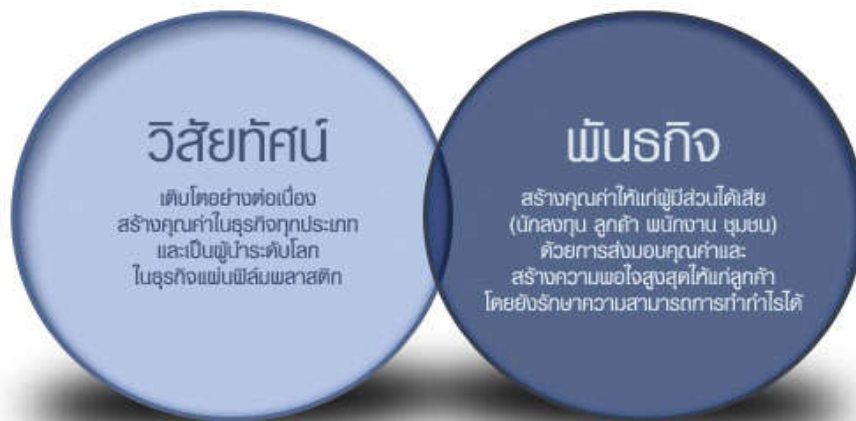 วิสัยทัศน์
เติบโตอย่างต่อเนื่อง
สร้างคุณค่าในธุรกิจทุกประเภท
และเป็นผู้นำระดับโลก
ในธุรกิจแผ่นฟิล์มพลาสติก
พันธกิจ
สร้างคุณค่าให้แก่ผู้มีส่วนได้เสีย
(นักลงทุน ลูกค้า พนักงาน ชุมชน)
ด้วยการส่งมอบคุณค่าและ
สร้างความพอใจสูงสุดให้แก่ลูกค้า
โดยยังรักษาความสามารถการทำกำไรได้